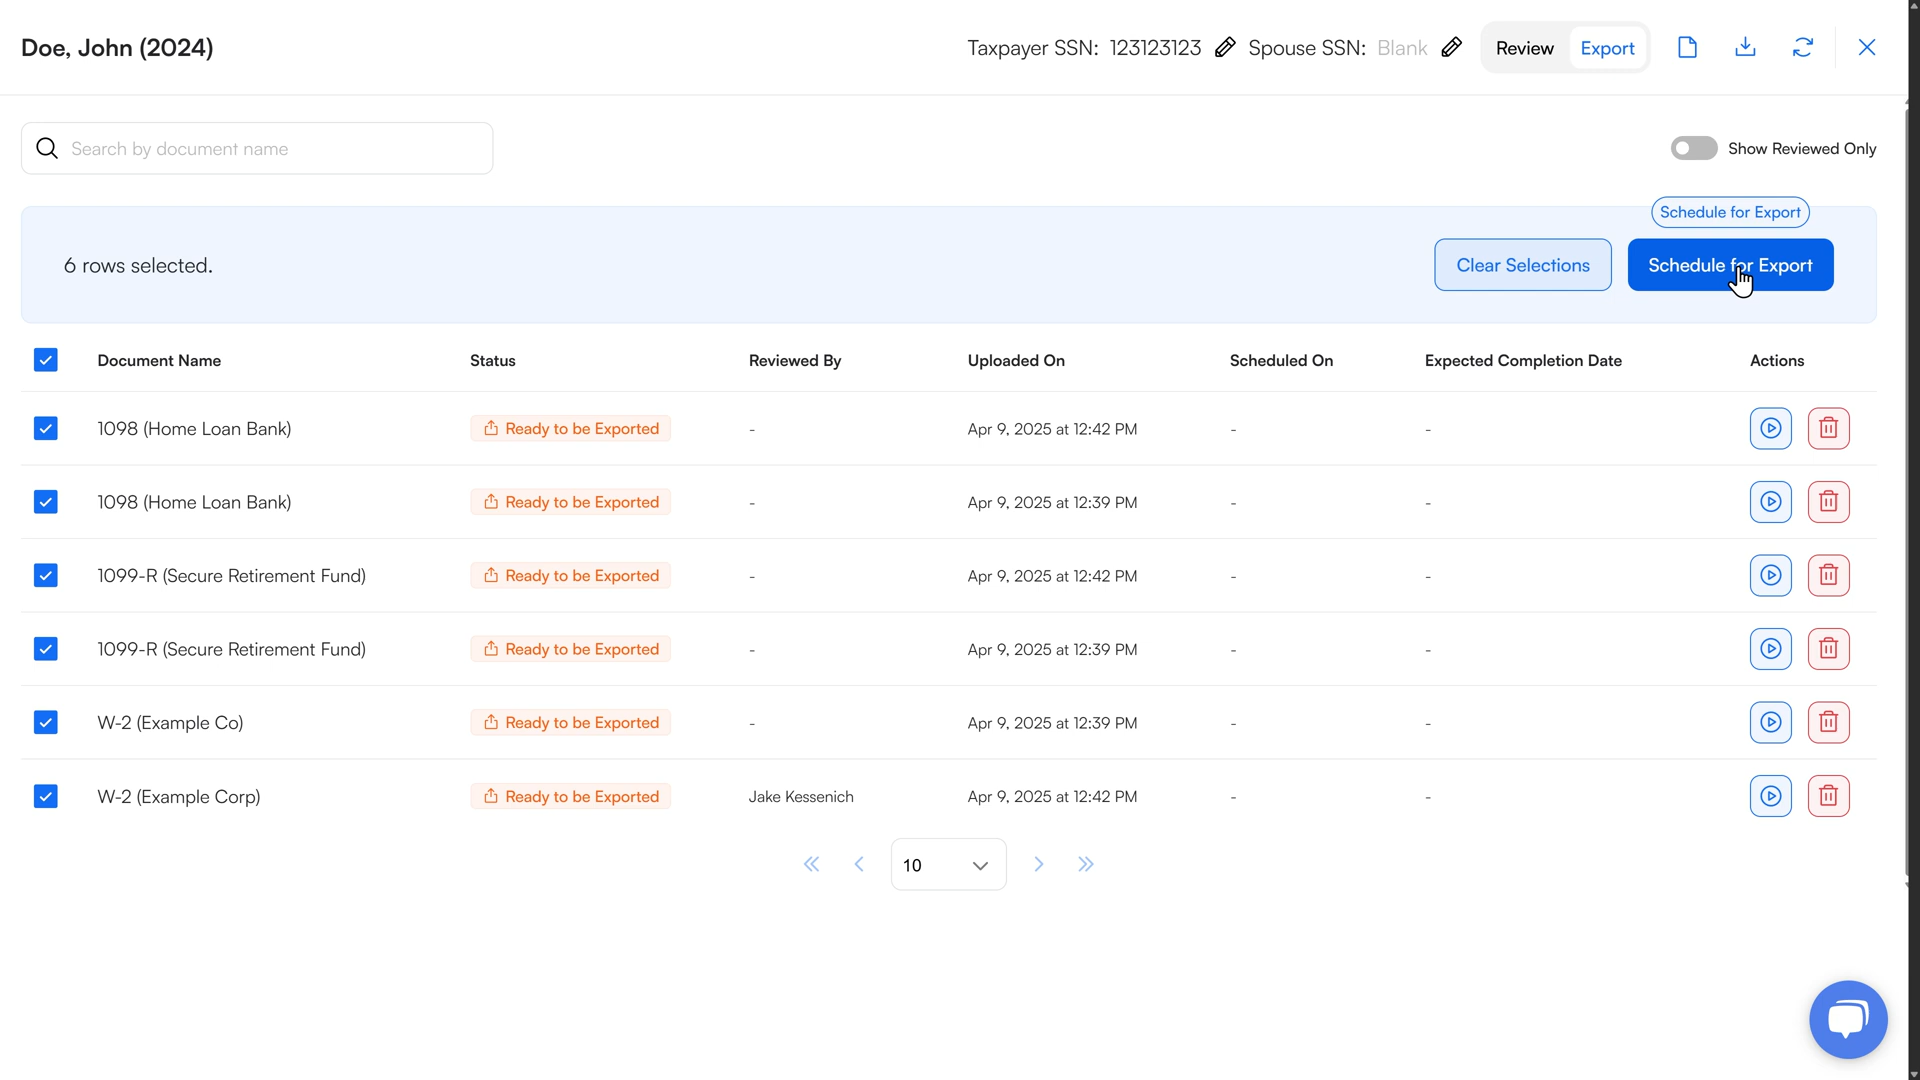 Doe, John (2024)
Taxpayer SSN: 123123123 Spouse SSN: Blank Review Export
Search by document name
Show Reviewed Only
Schedule for Export
6 rows selected.
Clear Selections
Schedule for Export
Document Name Status Reviewed By Uploaded On Scheduled On Expected Completion Date Actions
1098 (Home Loan Bank) Ready to be Exported - Apr 9, 2025 at 12:42 PM - -
1098 (Home Loan Bank) Ready to be Exported - Apr 9, 2025 at 12:39 PM - -
1099-R (Secure Retirement Fund) Ready to be Exported - Apr 9, 2025 at 12:42 PM - -
1099-R (Secure Retirement Fund) Ready to be Exported - Apr 9, 2025 at 12:39 PM - -
W-2 (Example Co) Ready to be Exported - Apr 9, 2025 at 12:39 PM - -
W-2 (Example Corp) Ready to be Exported Jake Kessenich Apr 9, 2025 at 12:42 PM - -
10